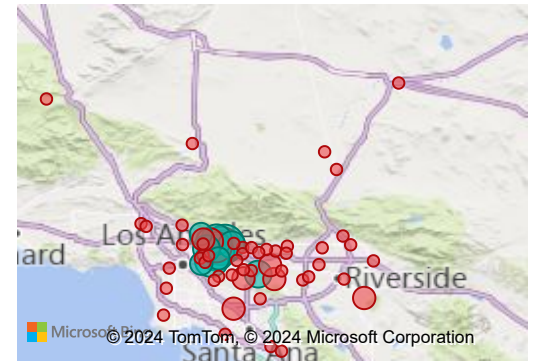 Los Angeles
ard
Riverside
Microsoft Bing
© 2024 TomTom, © 2024 Microsoft Corporation
Santa Ana